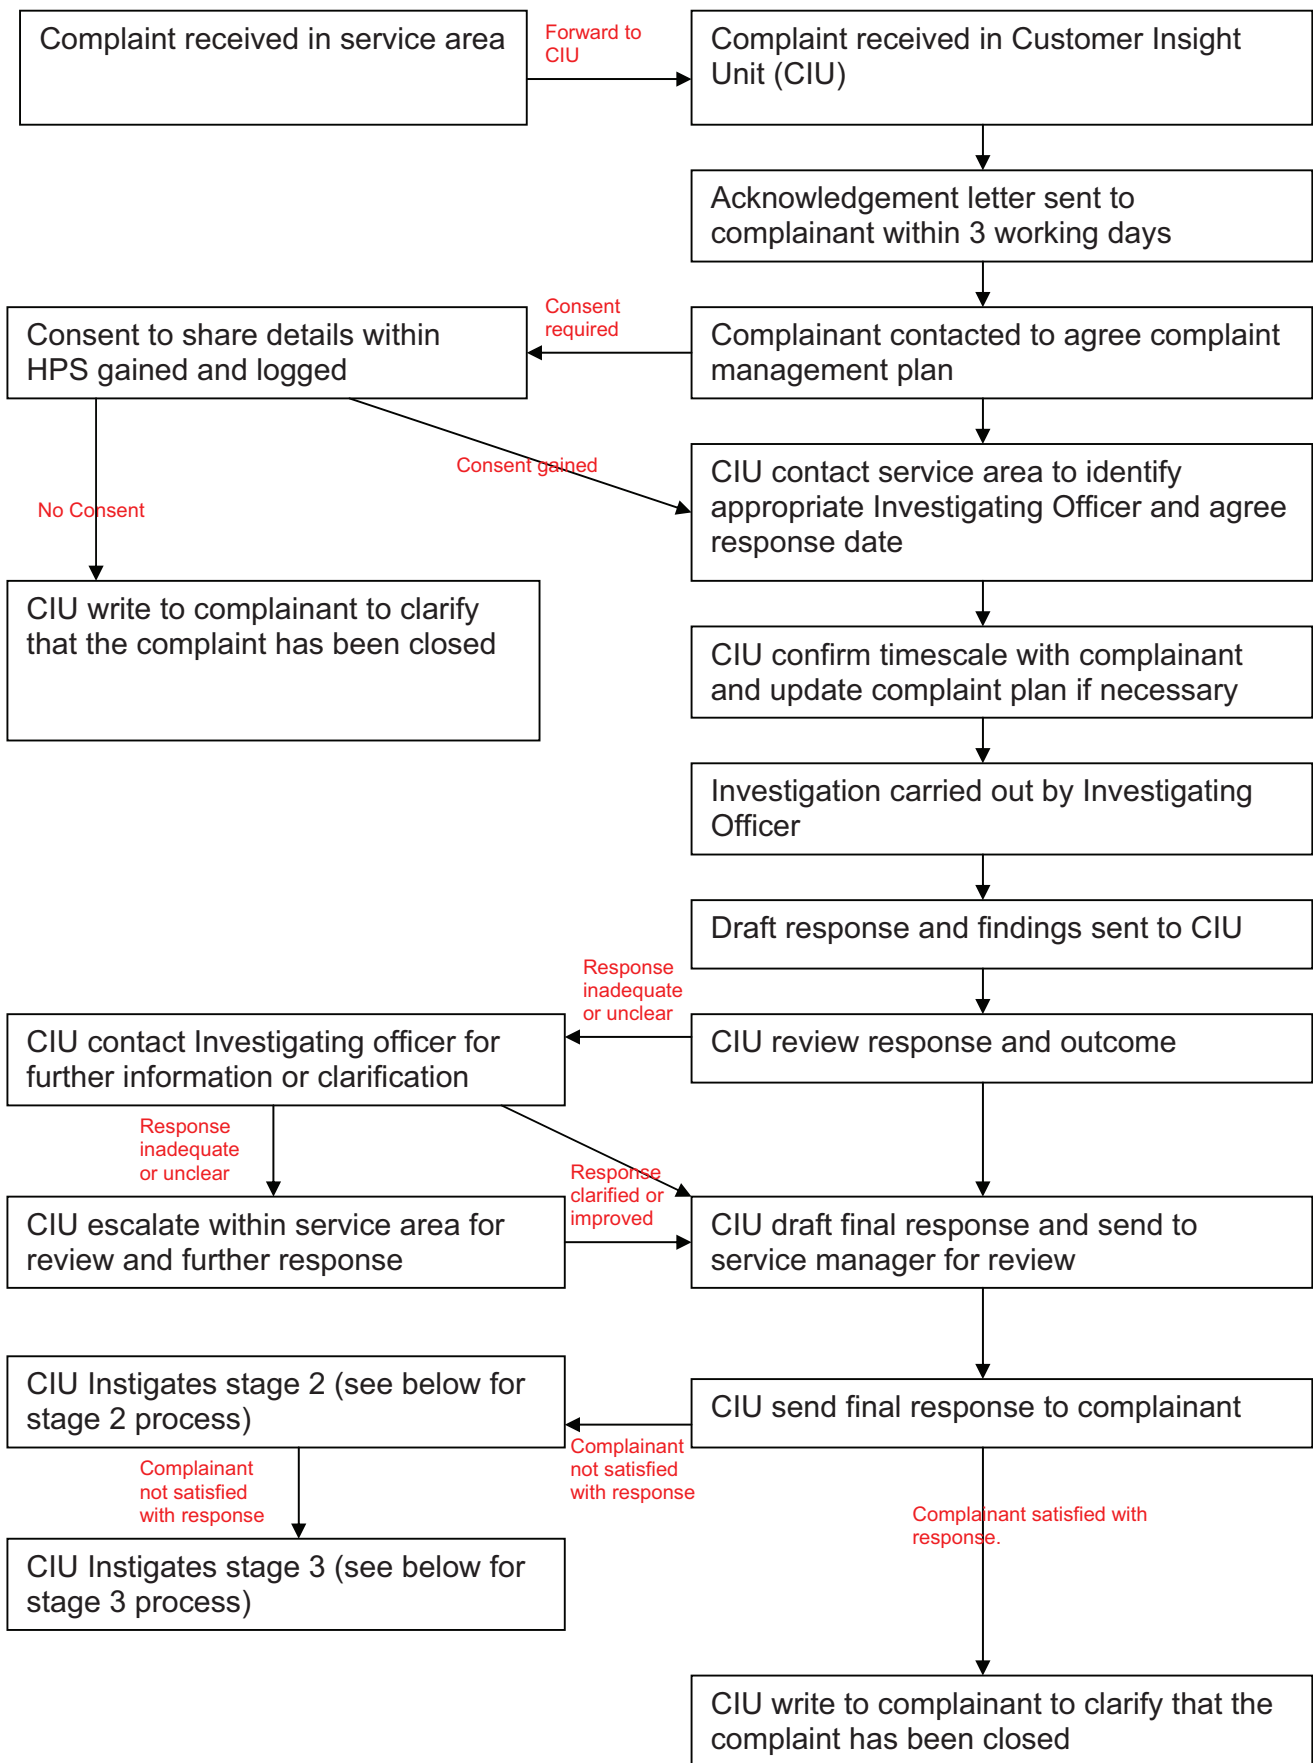 Complaint received in service area
Forward to
CIU
Complaint received in Customer Insight
Unit (CIU)
Acknowledgement letter sent to
complainant within 3 working days
Consent to share details within
HPS gained and logged
Consent
required
Complainant contacted to agree complaint
management plan
Consent gained
No Consent
CIU contact service area to identify
appropriate Investigating Officer and agree
response date
CIU write to complainant to clarify
that the complaint has been closed
CIU confirm timescale with complainant
and update complaint plan if necessary
Investigation carried out by Investigating
Officer
Draft response and findings sent to CIU
Response
inadequate
or unclear
CIU contact Investigating officer for
further information or clarification
CIU review response and outcome
Response
inadequate
or unclear
Response
clarified or
improved
CIU escalate within service area for
review and further response
CIU draft final response and send to
service manager for review
CIU Instigates stage 2 (see below for
stage 2 process)
CIU send final response to complainant
Complainant
not satisfied
with response
Complainant
not satisfied
with response
Complainant satisfied with
response.
CIU Instigates stage 3 (see below for
stage 3 process)
CIU write to complainant to clarify that the
complaint has been closed